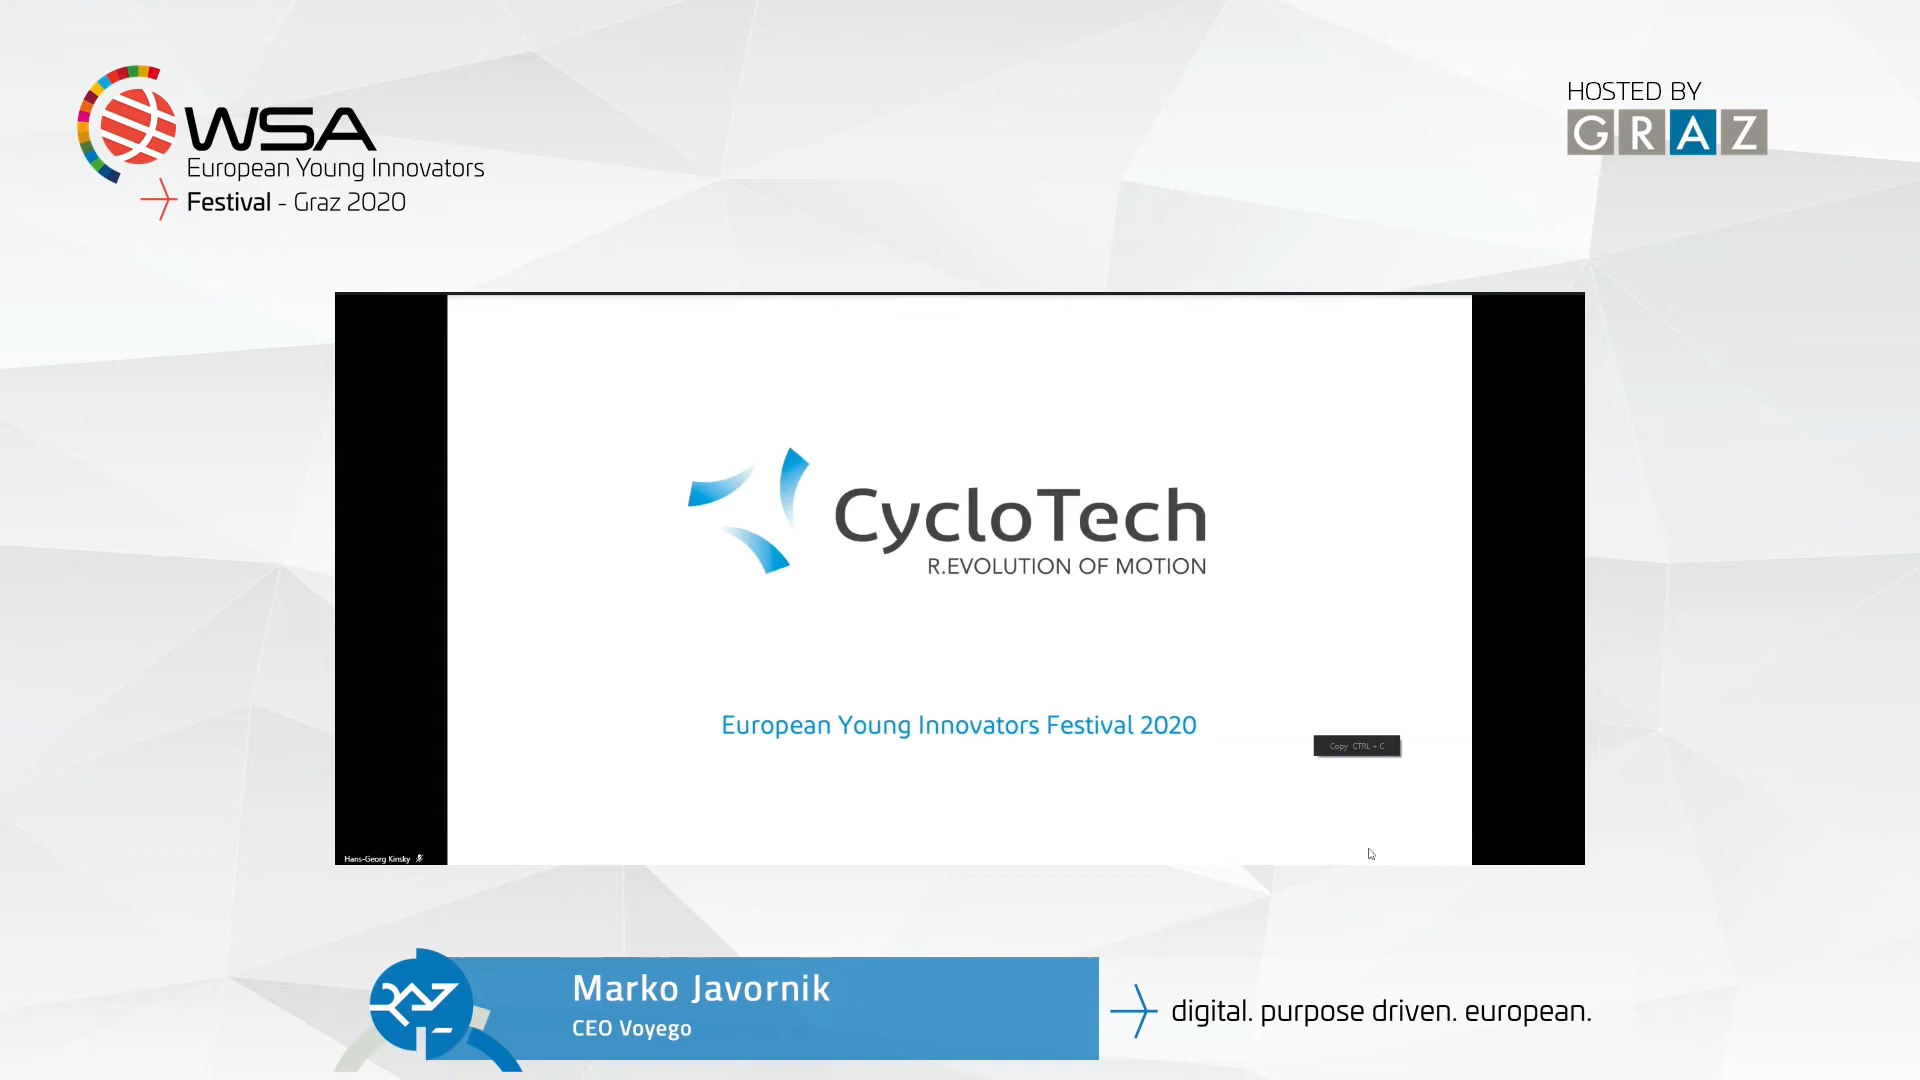 WSA
European Young Innovators
Festival - Graz 2020
HOSTED BY
GRAZ
CycloTech
R.EVOLUTION OF MOTION
European Young Innovators Festival 2020
Copy CTRL + C
Hans-Georg Kinsky
Marko Javornik
CEO Voyego
digital. purpose driven. european.